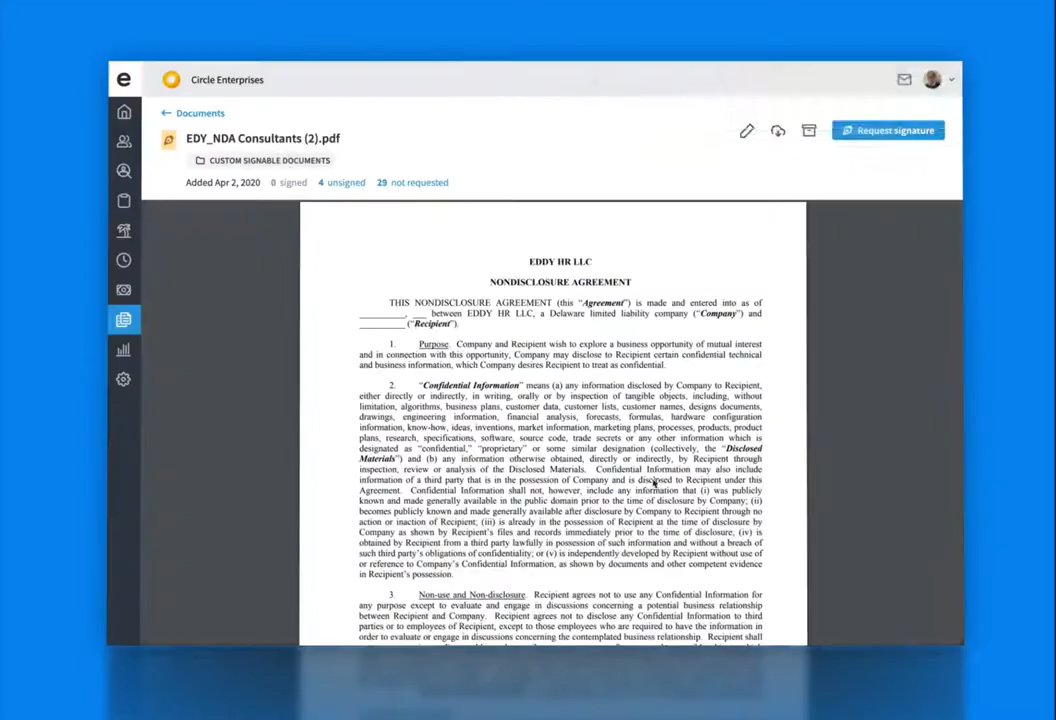 e
Circle Enterprises
← Documents
EDY_NDA Consultants (2).pdf
Request signature
CUSTOM SIGNABLE DOCUMENTS
Added Apr 2, 2020 0 signed 4 unsigned 29 not requested
EDDY HR LLC
NONDISCLOSURE AGREEMENT
THIS NONDISCLOSURE AGREEMENT (this “Agreement”) is made and entered into as of
_________, ___ between EDDY HR LLC, a Delaware limited liability company (“Company”) and
_________ (“Recipient”).
1. Purpose. Company and Recipient wish to explore a business opportunity of mutual interest
and in connection with this opportunity, Company may disclose to Recipient certain confidential technical
and business information, which Company desires Recipient to treat as confidential.
2. “Confidential Information” means (a) any information disclosed by Company to Recipient,
either directly or indirectly, in writing, orally or by inspection of tangible objects, including, without
limitation, algorithms, business plans, customer data, customer lists, customer names, designs documents,
drawings, engineering information, financial analysis, forecasts, formulas, hardware configuration
information, know-how, ideas, inventions, market information, marketing plans, processes, products, product
plans, research, specifications, software, source code, trade secrets or any other information which is
designated as “confidential,” “proprietary” or some similar designation (collectively, the “Disclosed
Materials”) and (b) any information otherwise obtained, directly or indirectly, by Recipient through
inspection, review or analysis of the Disclosed Materials. Confidential Information may also include
information of a third party that is in the possession of Company and is disclosed to Recipient under this
Agreement. Confidential Information shall not, however, include any information that (i) was publicly
known and made generally available in the public domain prior to the time of disclosure by Company; (ii)
becomes publicly known and made generally available after disclosure by Company to Recipient through no
action or inaction of Recipient; (iii) is already in the possession of Recipient at the time of disclosure by
Company as shown by Recipient’s files and records immediately prior to the time of disclosure, (iv) is
obtained by Recipient from a third party lawfully in possession of such information and without a breach of
such third party’s obligations of confidentiality; or (v) is independently developed by Recipient without use of
or reference to Company’s Confidential Information, as shown by documents and other competent evidence
in Recipient’s possession.
3. Non-use and Non-disclosure. Recipient agrees not to use any Confidential Information for
any purpose except to evaluate and engage in discussions concerning a potential business relationship
between Recipient and Company. Recipient agrees not to disclose any Confidential Information to third
parties or to employees of Recipient, except to those employees who are required to have the information in
order to evaluate or engage in discussions concerning the contemplated business relationship. Recipient shall